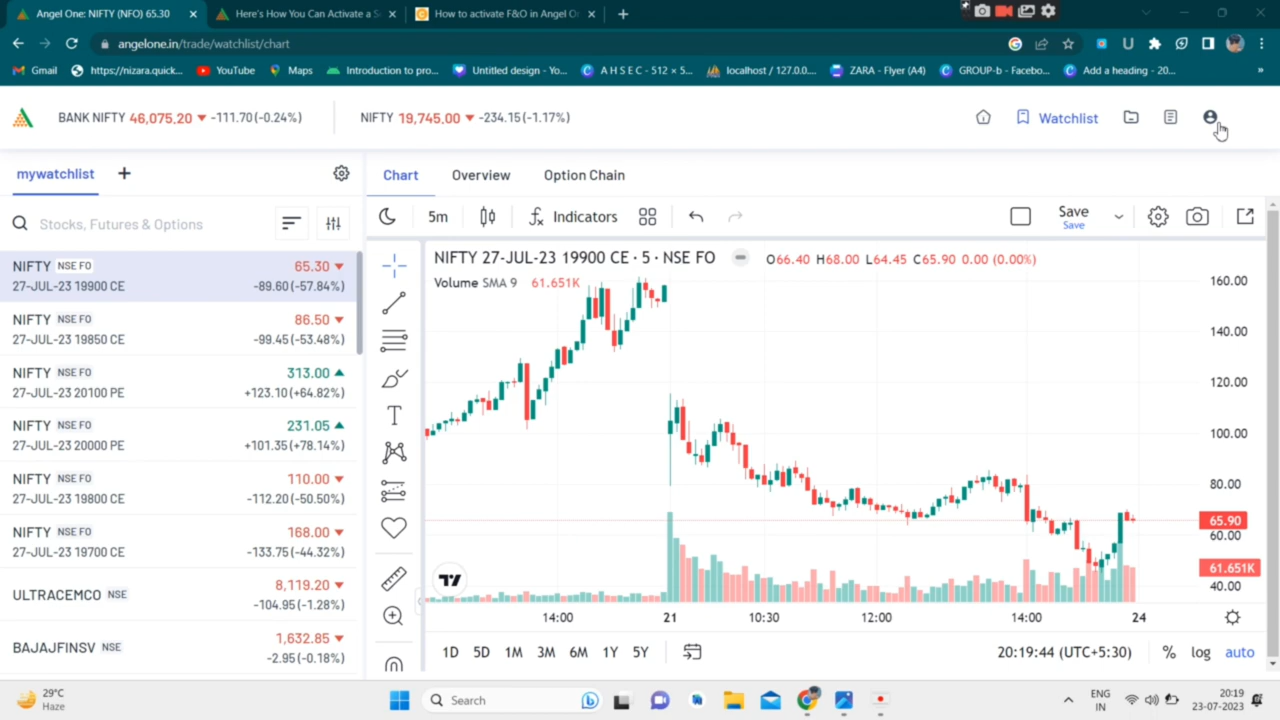 Angel One: NIFTY (NFO) 65.30
Here's How You Can Activate a S
How to activate F&O in Angel O
angelone.in/trade/watchlist/chart
Gmail
https://nizara.quick...
YouTube
Maps
Introduction to pro...
Untitled design - Yo...
A H S E C - 512 × 5...
localhost / 127.0.0....
ZARA - Flyer (A4)
GROUP-b - Facebo...
Add a heading - 20...
»
BANK NIFTY 46,075.20 -111.70 (-0.24%)
NIFTY 19,745.00 -234.15 (-1.17%)
Watchlist
mywatchlist
Chart
Overview
Option Chain
Stocks, Futures & Options
5m
Indicators
Save
Save
NIFTY NSE FO 65.30
27-JUL-23 19900 CE -89.60 (-57.84%)
NIFTY NSE FO 86.50
27-JUL-23 19850 CE -99.45 (-53.48%)
NIFTY NSE FO 313.00
27-JUL-23 20100 PE +123.10 (+64.82%)
NIFTY NSE FO 231.05
27-JUL-23 20000 PE +101.35 (+78.14%)
NIFTY NSE FO 110.00
27-JUL-23 19800 CE -112.20 (-50.50%)
NIFTY NSE FO 168.00
27-JUL-23 19700 CE -133.75 (-44.32%)
ULTRACEMCO NSE 8,119.20
-104.95 (-1.28%)
BAJAJFINSV NSE 1,632.85
-2.95 (-0.18%)
NIFTY 27-JUL-23 19900 CE · 5 · NSE FO
O66.40 H68.00 L64.45 C65.90 0.00 (0.00%)
Volume SMA 9 61.651K
160.00
140.00
120.00
100.00
80.00
65.90
60.00
61.651K
40.00
14:00
21
10:30
12:00
14:00
24
1D 5D 1M 3M 6M 1Y 5Y
20:19:44 (UTC+5:30)
% log auto
29°C
Haze
Search
ENG
IN
20:19
23-07-2023